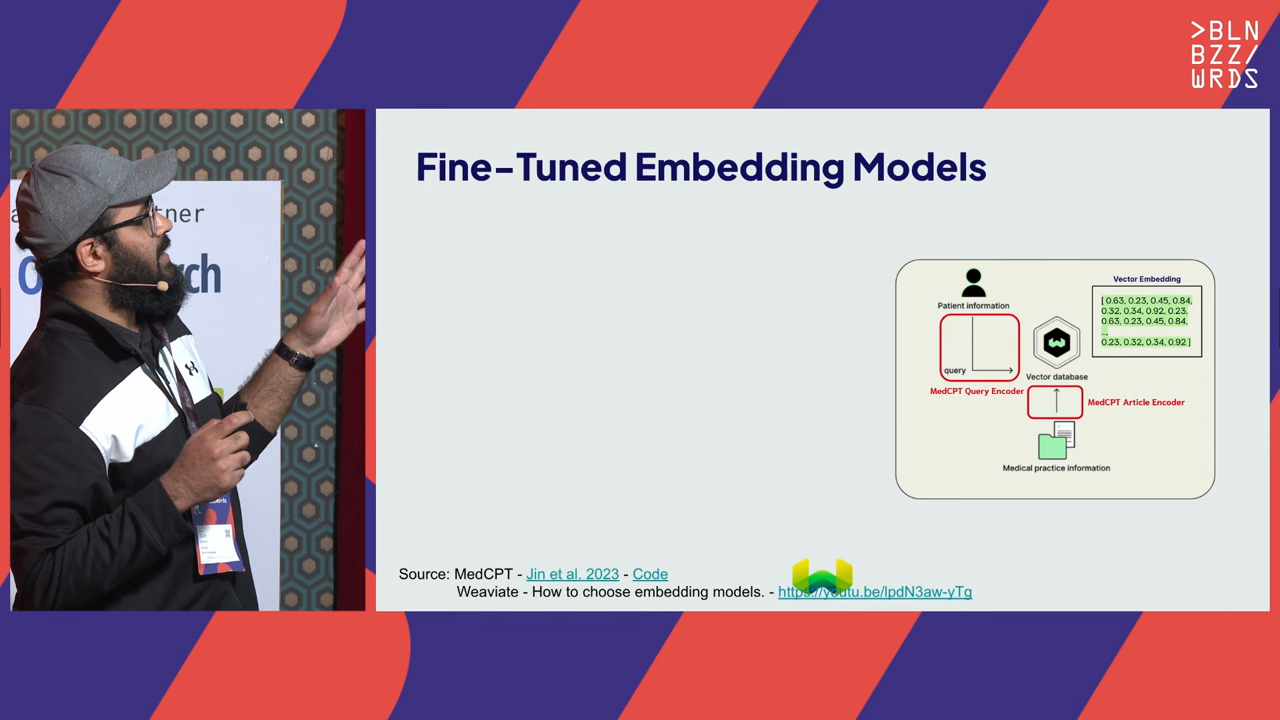 >BLN
BZZ/
WRDS
tner
rch
Fine-Tuned Embedding Models
Patient information
query
MedCPT Query Encoder
Vector database
Vector Embedding
[ 0.63, 0.23, 0.45, 0.84,
0.32, 0.34, 0.92, 0.23,
0.63, 0.23, 0.45, 0.84,
...
0.23, 0.32, 0.34, 0.92 ]
MedCPT Article Encoder
Medical practice information
Source: MedCPT - Jin et al. 2023 - Code
Weaviate - How to choose embedding models. - https://youtu.be/lpdN3aw-yTg